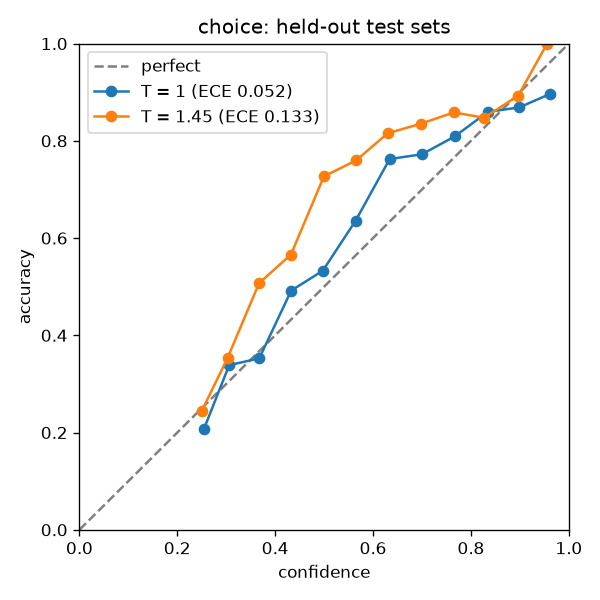 choice: held-out test sets
perfect
T = 1 (ECE 0.052)
T = 1.45 (ECE 0.133)
accuracy
1.0
0.8
0.6
0.4
0.2
0.0
0.0 0.2 0.4 0.6 0.8 1.0
confidence